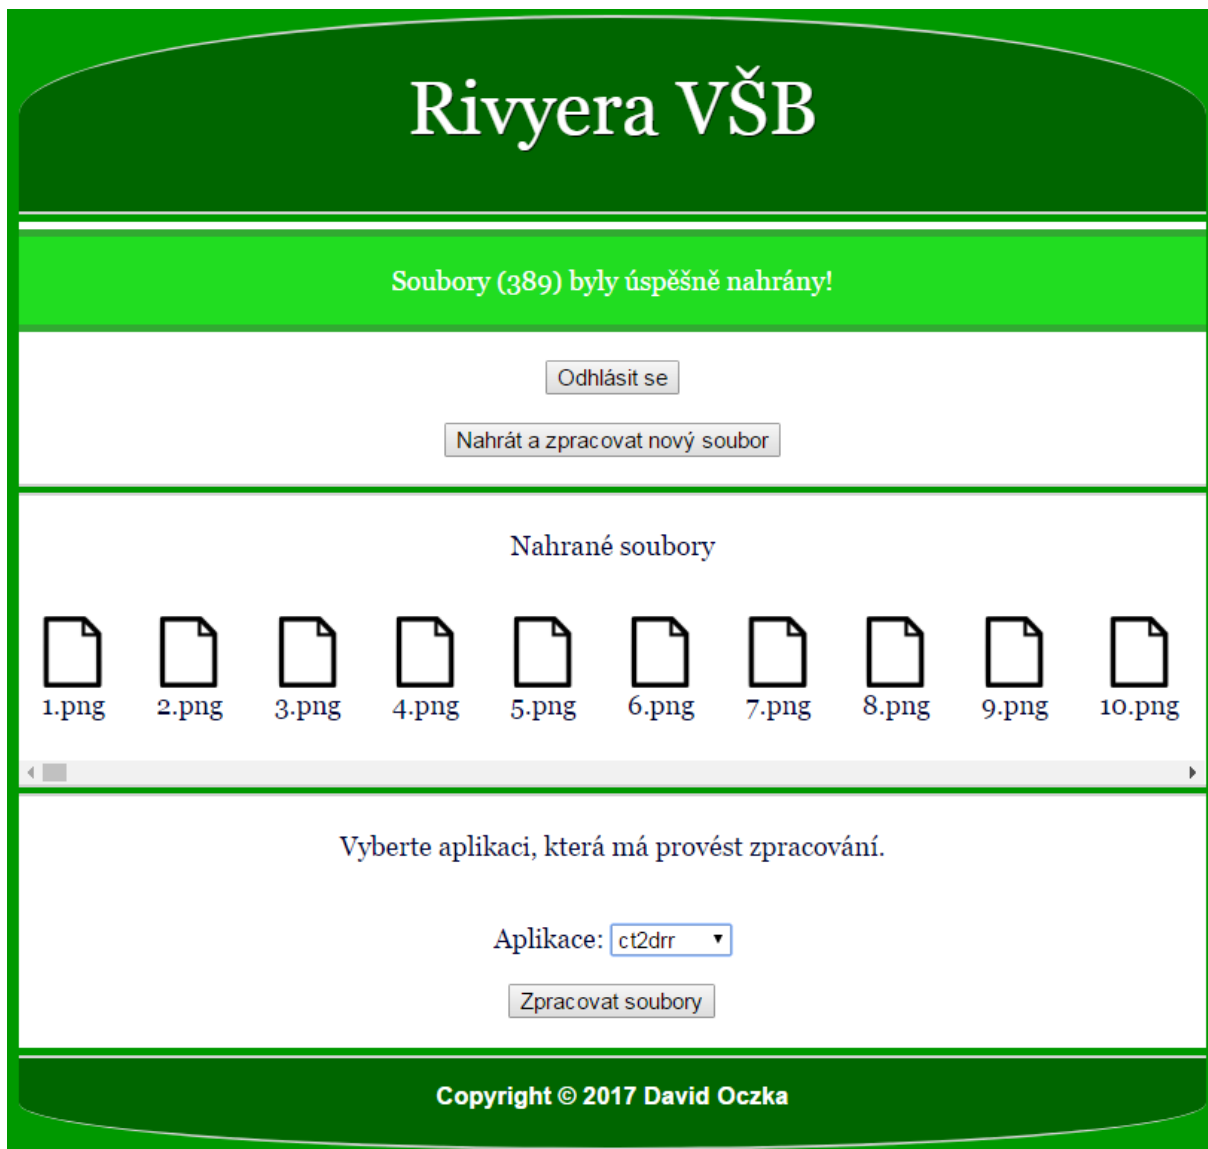 Rivyera VŠB
Soubory (389) byly úspěšně nahrány!
Odhlásit se
Nahrát a zpracovat nový soubor
Nahrané soubory
1.png 2.png 3.png 4.png 5.png 6.png 7.png 8.png 9.png 10.png
Vyberte aplikaci, která má provést zpracování.
Aplikace: ct2drr
Zpracovat soubory
Copyright © 2017 David Oczka